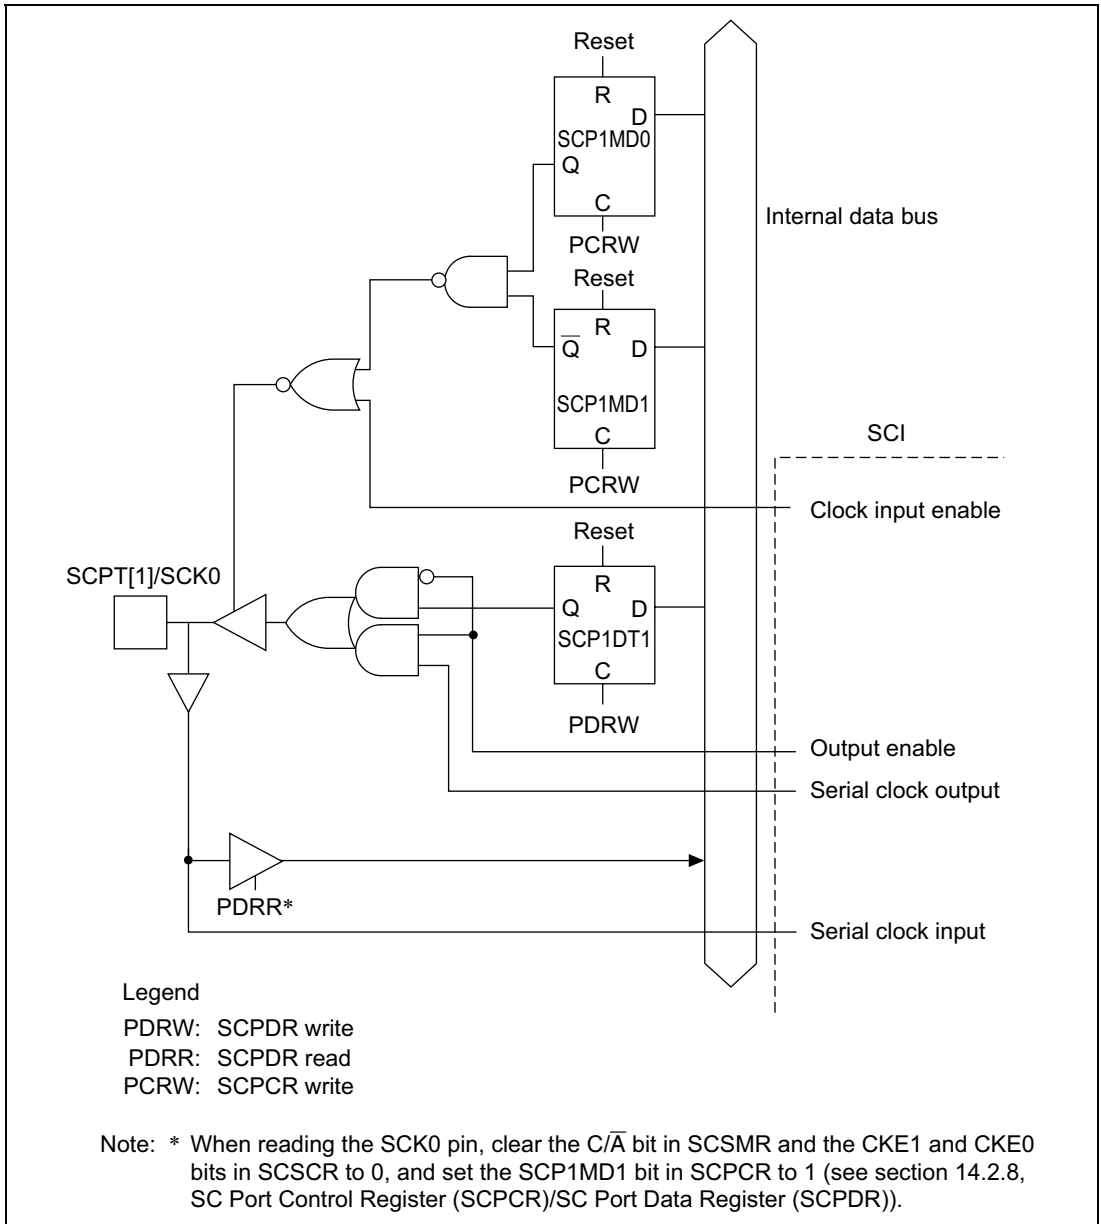 Reset
R
D
SCP1MD0
Q
C
PCRW
Internal data bus
Reset
R
Q̅ D
SCP1MD1
C
PCRW
SCI
Clock input enable
Reset
SCPT[1]/SCK0
R
Q D
SCP1DT1
C
PDRW
Output enable
Serial clock output
PDRR*
Serial clock input
Legend
PDRW: SCPDR write
PDRR: SCPDR read
PCRW: SCPCR write
Note: * When reading the SCK0 pin, clear the C/A̅ bit in SCSMR and the CKE1 and CKE0
bits in SCSCR to 0, and set the SCP1MD1 bit in SCPCR to 1 (see section 14.2.8,
SC Port Control Register (SCPCR)/SC Port Data Register (SCPDR)).